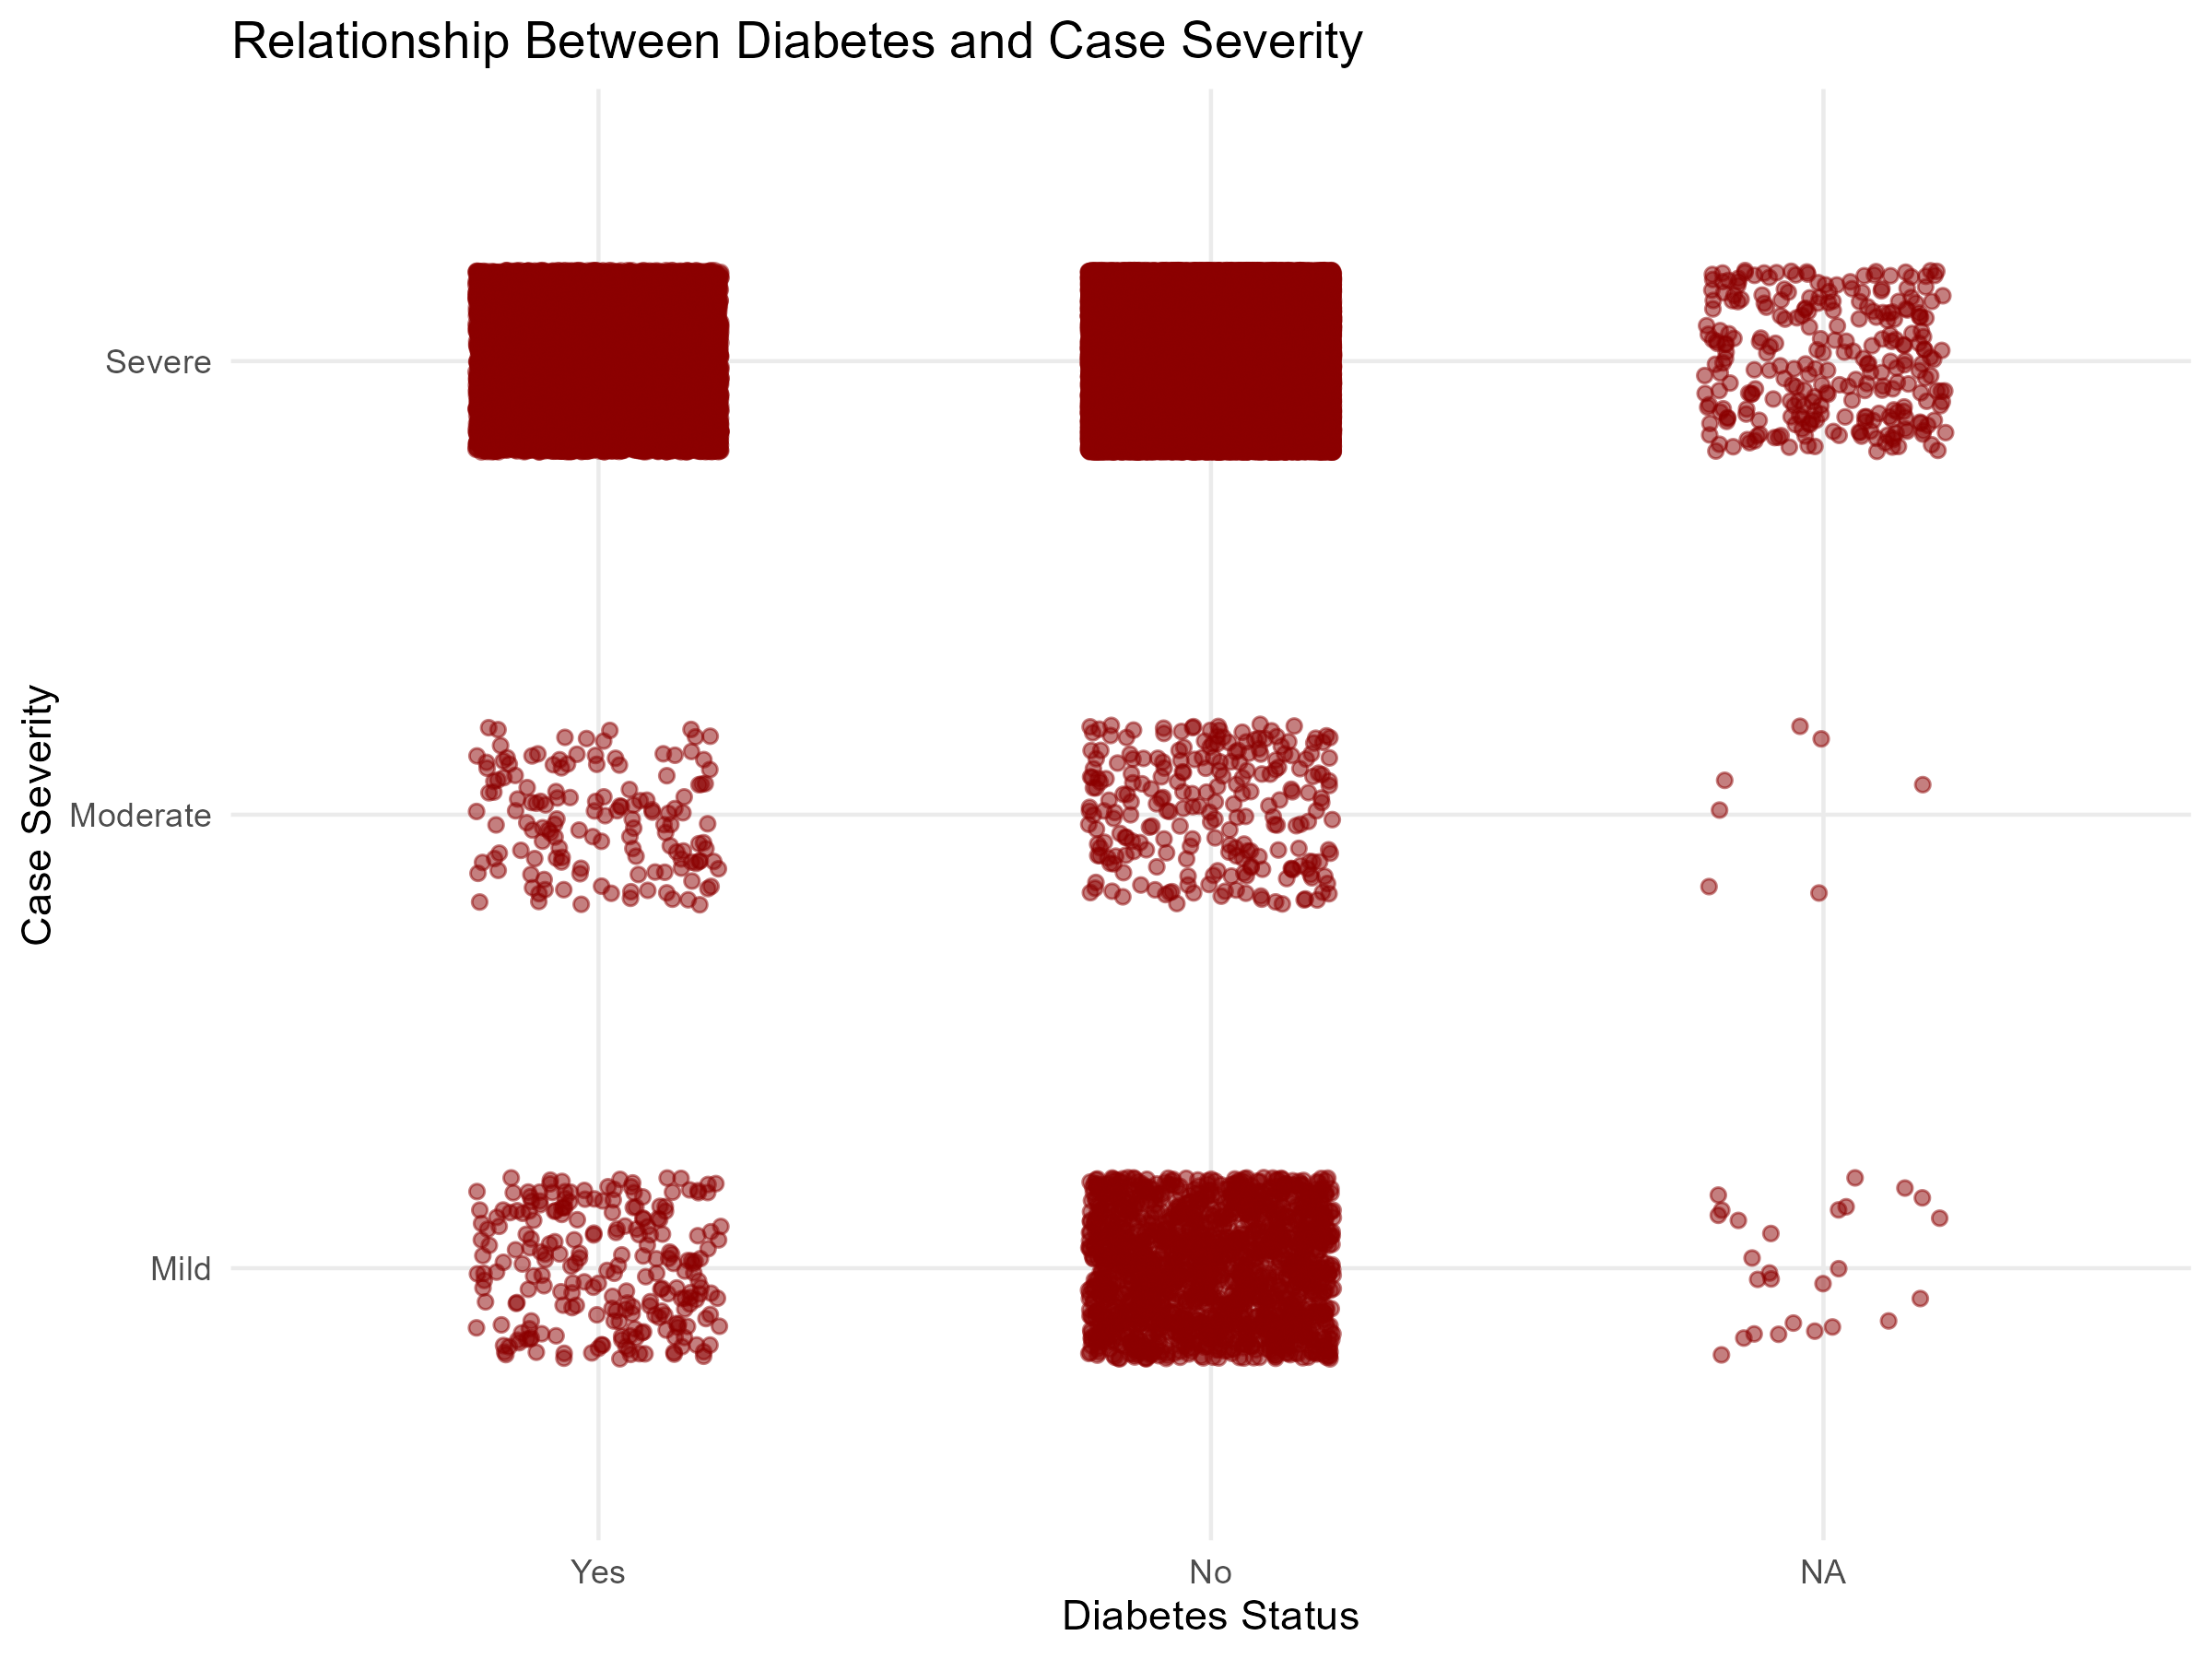 Relationship Between Diabetes and Case Severity
Case Severity
Severe
Moderate
Mild
Yes No NA
Diabetes Status